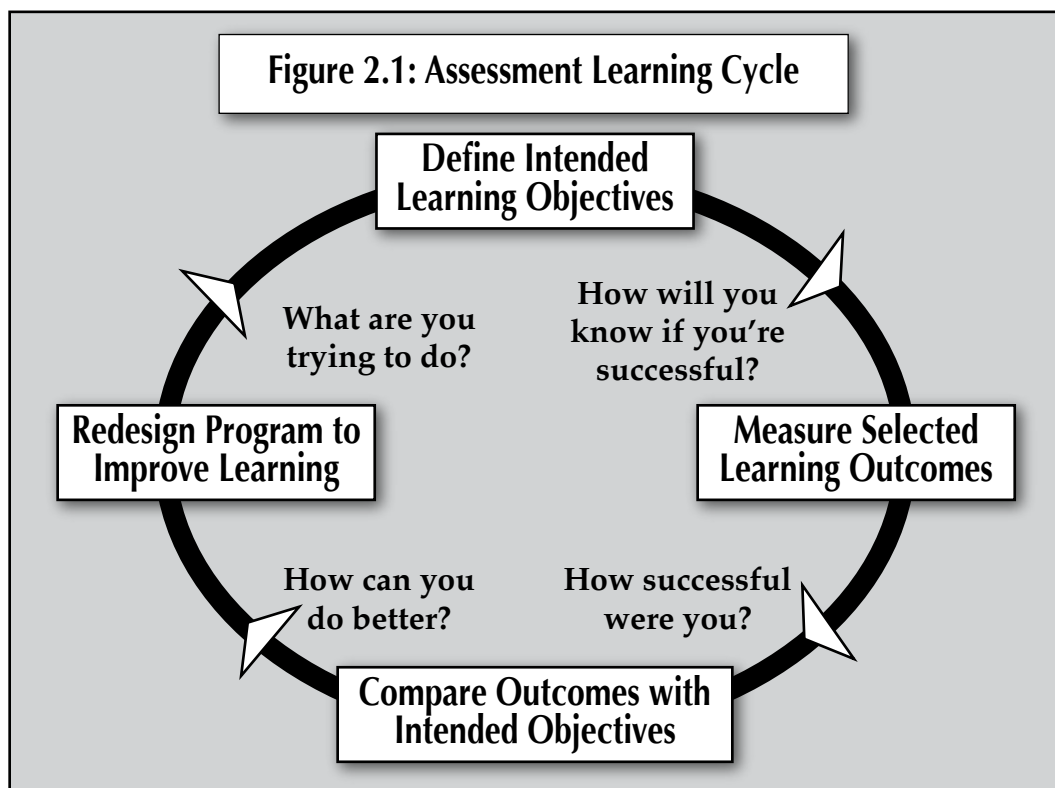 Figure 2.1: Assessment Learning Cycle
Define Intended
Learning Objectives
How will you
know if you’re
successful?
What are you
trying to do?
Redesign Program to
Improve Learning
Measure Selected
Learning Outcomes
How can you
do better?
How successful
were you?
Compare Outcomes with
Intended Objectives